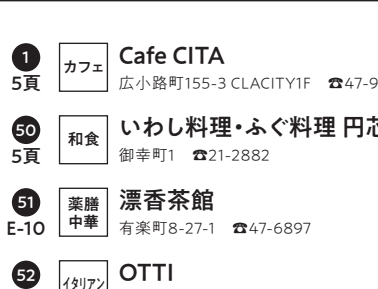 1 カフェ Cafe CITA
5頁 広小路町155-3 CLACITY1F ☎47-9
50 和食 いわし料理・ふぐ料理 円芯
5頁 御幸町1 ☎21-2882
51 薬膳 漂香茶館
E-10 中華 有楽町8-27-1 ☎47-6897
52 イタリアン OTTI